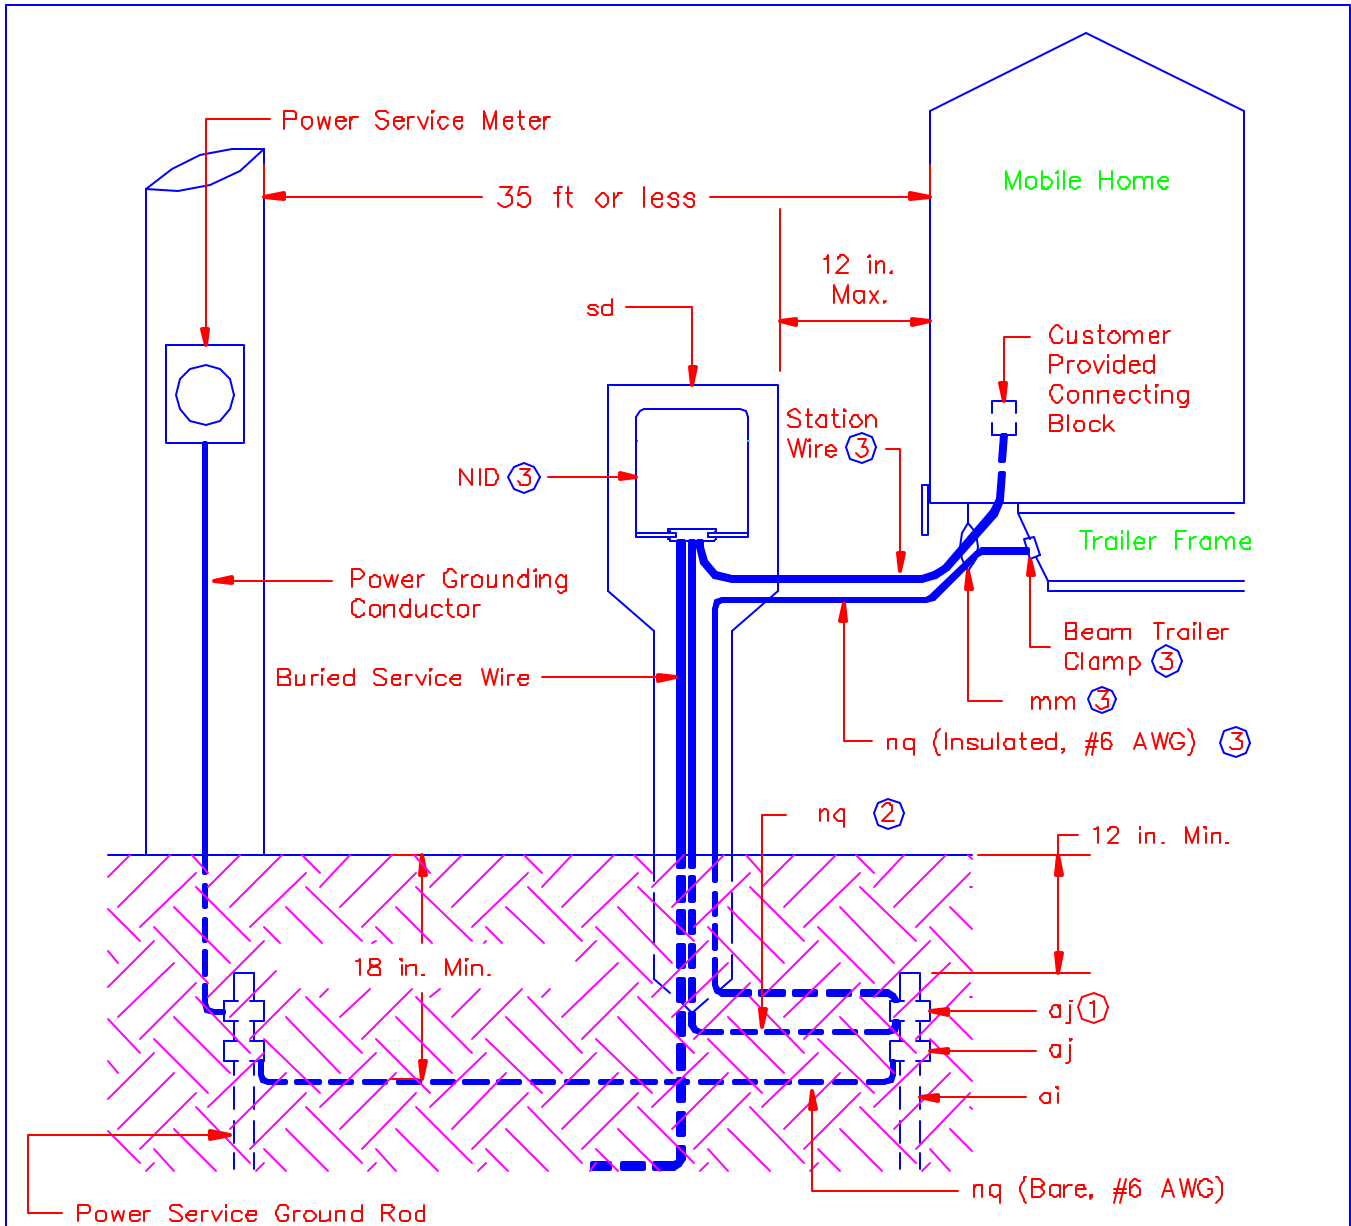 Power Service Meter
35 ft or less
Mobile Home
12 in.
Max.
sd
Customer
Provided
Connecting
Block
Station
Wire 3
NID 3
Trailer Frame
Power Grounding
Conductor
Beam Trailer
Clamp 3
Buried Service Wire
mm 3
nq (Insulated, #6 AWG) 3
nq 2
12 in. Min.
18 in. Min.
aj 1
aj
ai
nq (Bare, #6 AWG)
Power Service Ground Rod